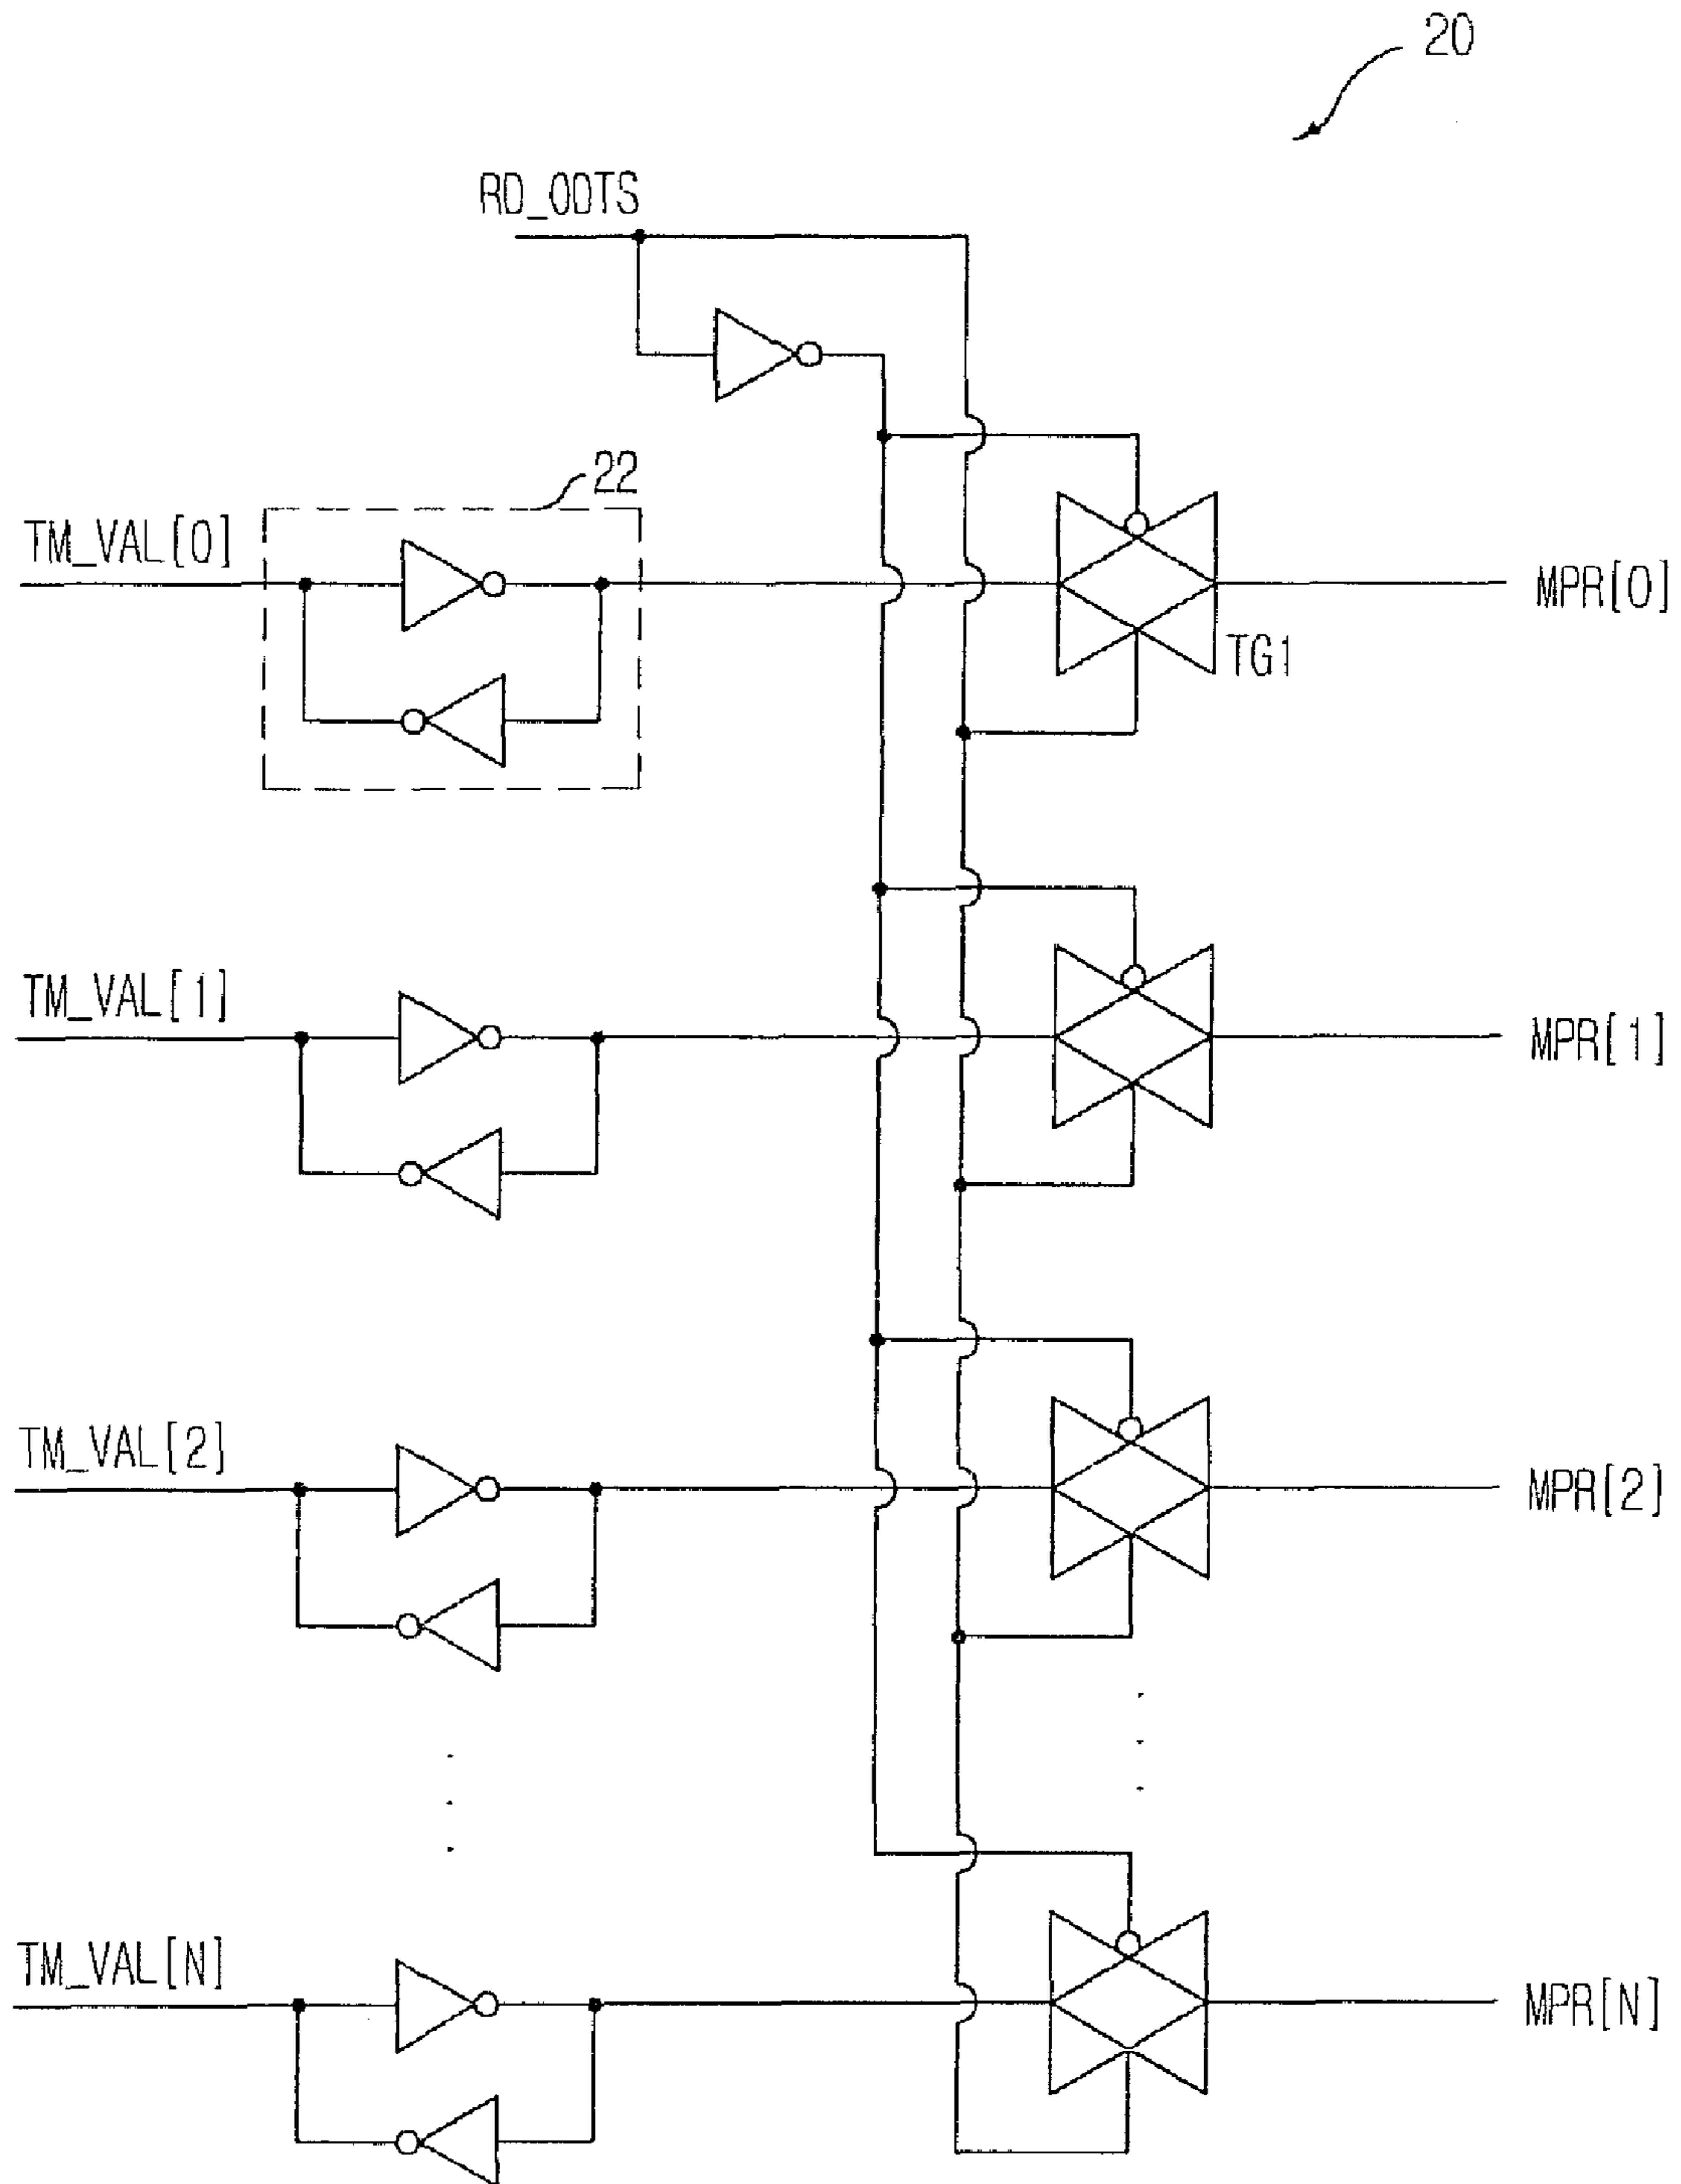 20
RD_ODTS
22
TM_VAL[0]
MPR[0]
TG1
TM_VAL[1]
MPR[1]
TM_VAL[2]
MPR[2]
TM_VAL[N]
MPR[N]